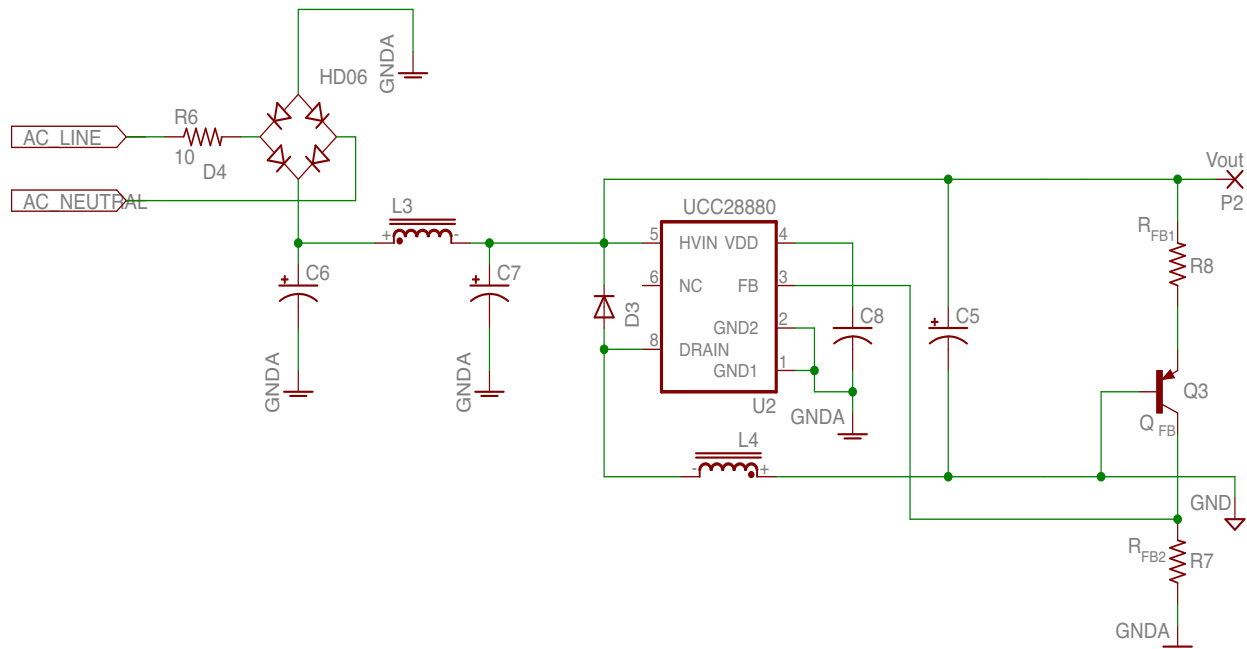 GNDA
HD06
R6
AC_LINE
10
D4
AC_NEUTRAL
Vout
P2
L3
+ -
UCC28880
5 HVIN VDD 4
6 NC FB 3
GND2 2
8 DRAIN
GND1 1
U2
+ C6
+ C7
D3
C8
+ C5
RFB1
R8
GNDA
GNDA
GNDA
Q3
QFB
L4
- +
GND
RFB2
R7
GNDA